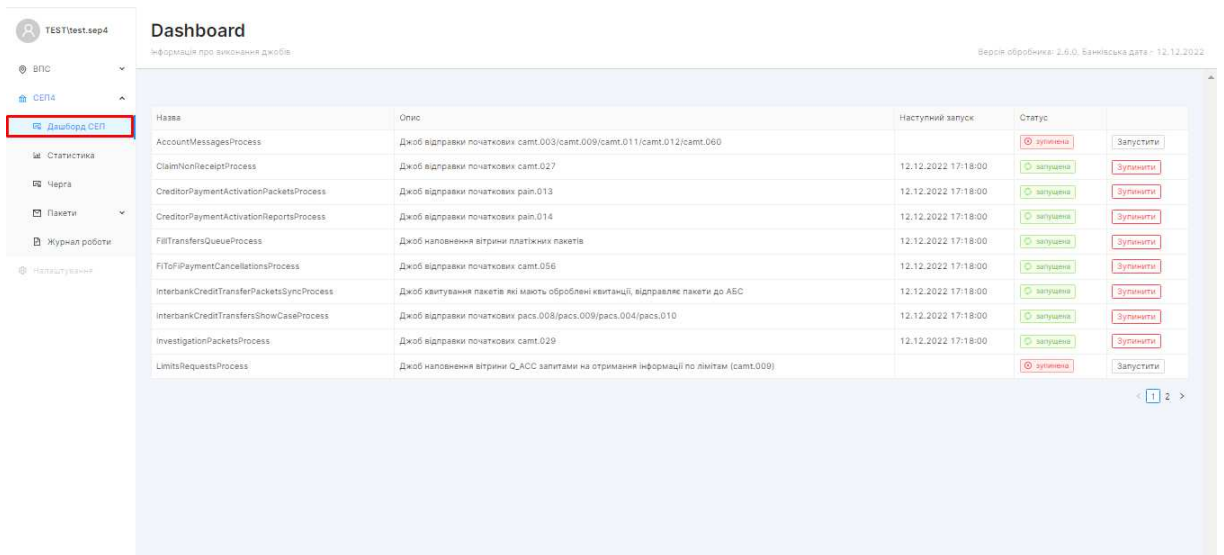 TEST\test.sep4
Dashboard
Інформація про виконання джобів
Версія обробника: 2.6.0, Банківська дата - 12.12.2022
ВПС
СЕП4
Дашборд СЕП
Статистика
Черга
Пакети
Журнал роботи
Налаштування
Назва Опис Наступний запуск Статус
AccountMessagesProcess Джоб відправки початкових camt.003/camt.009/camt.011/camt.012/camt.060 зупинена Запустити
ClaimNonReceiptProcess Джоб відправки початкових camt.027 12.12.2022 17:18:00 запущена Зупинити
CreditorPaymentActivationPacketsProcess Джоб відправки початкових pain.013 12.12.2022 17:18:00 запущена Зупинити
CreditorPaymentActivationReportsProcess Джоб відправки початкових pain.014 12.12.2022 17:18:00 запущена Зупинити
FillTransfersQueueProcess Джоб наповнення вітрини платіжних пакетів 12.12.2022 17:18:00 запущена Зупинити
FiToFiPaymentCancellationsProcess Джоб відправки початкових camt.056 12.12.2022 17:18:00 запущена Зупинити
InterbankCreditTransferPacketsSyncProcess Джоб квитування пакетів які мають оброблені квитанції, відправляє пакети до АБС 12.12.2022 17:18:00 запущена Зупинити
InterbankCreditTransfersShowCaseProcess Джоб відправки початкових pacs.008/pacs.009/pacs.004/pacs.010 12.12.2022 17:18:00 запущена Зупинити
InvestigationPacketsProcess Джоб відправки початкових camt.029 12.12.2022 17:18:00 запущена Зупинити
LimitsRequestsProcess Джоб наповнення вітрини Q_ACC запитами на отримання інформації по лімітам (camt.009) зупинена Запустити
< 1 2 >